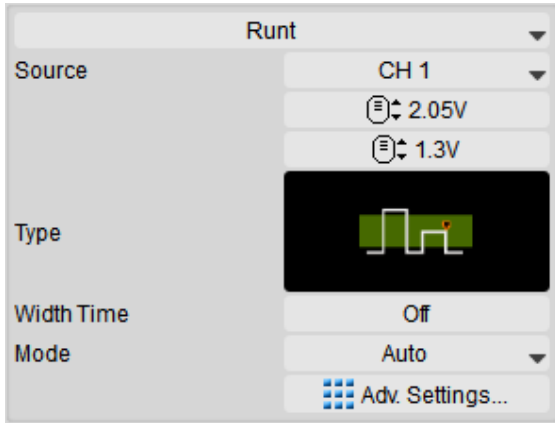 Runt
Source CH 1
2.05V
1.3V
Type
Width Time Off
Mode Auto
Adv. Settings...